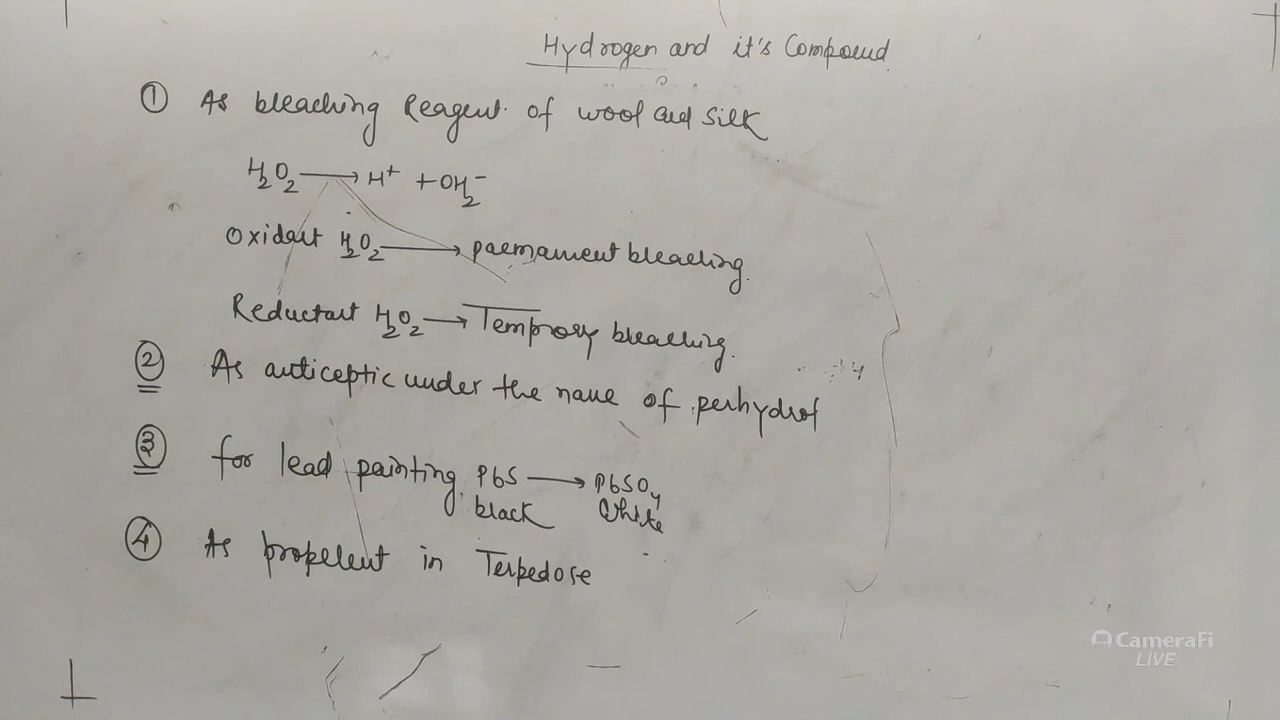 Hydrogen and it's Compound
① As bleaching Reagent of wool and silk
H₂O₂ ⟶ H⁺ + OH₂⁻
Oxidant H₂O₂ ⟶ paemament bleaching.
Reductant H₂O₂ ⟶ Temprory bleaching.
② As anticeptic under the name of perhydrol
③ for lead painting, PbS ⟶ PbSO₄
black White
④ As propelent in Terpedose
CameraFi
LIVE